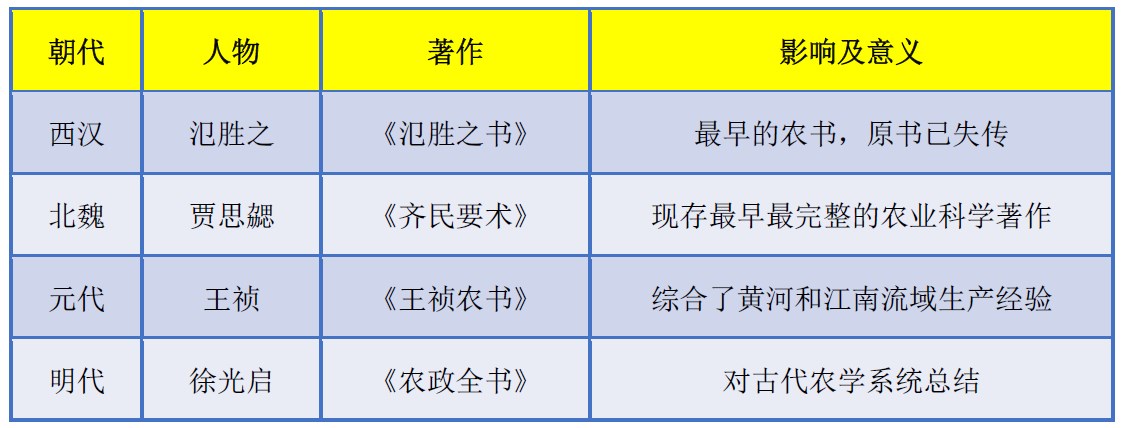 朝代 人物 著作 影响及意义
西汉 氾胜之 《氾胜之书》 最早的农书，原书已失传
北魏 贾思勰 《齐民要术》 现存最早最完整的农业科学著作
元代 王祯 《王祯农书》 综合了黄河和江南流域生产经验
明代 徐光启 《农政全书》 对古代农学系统总结